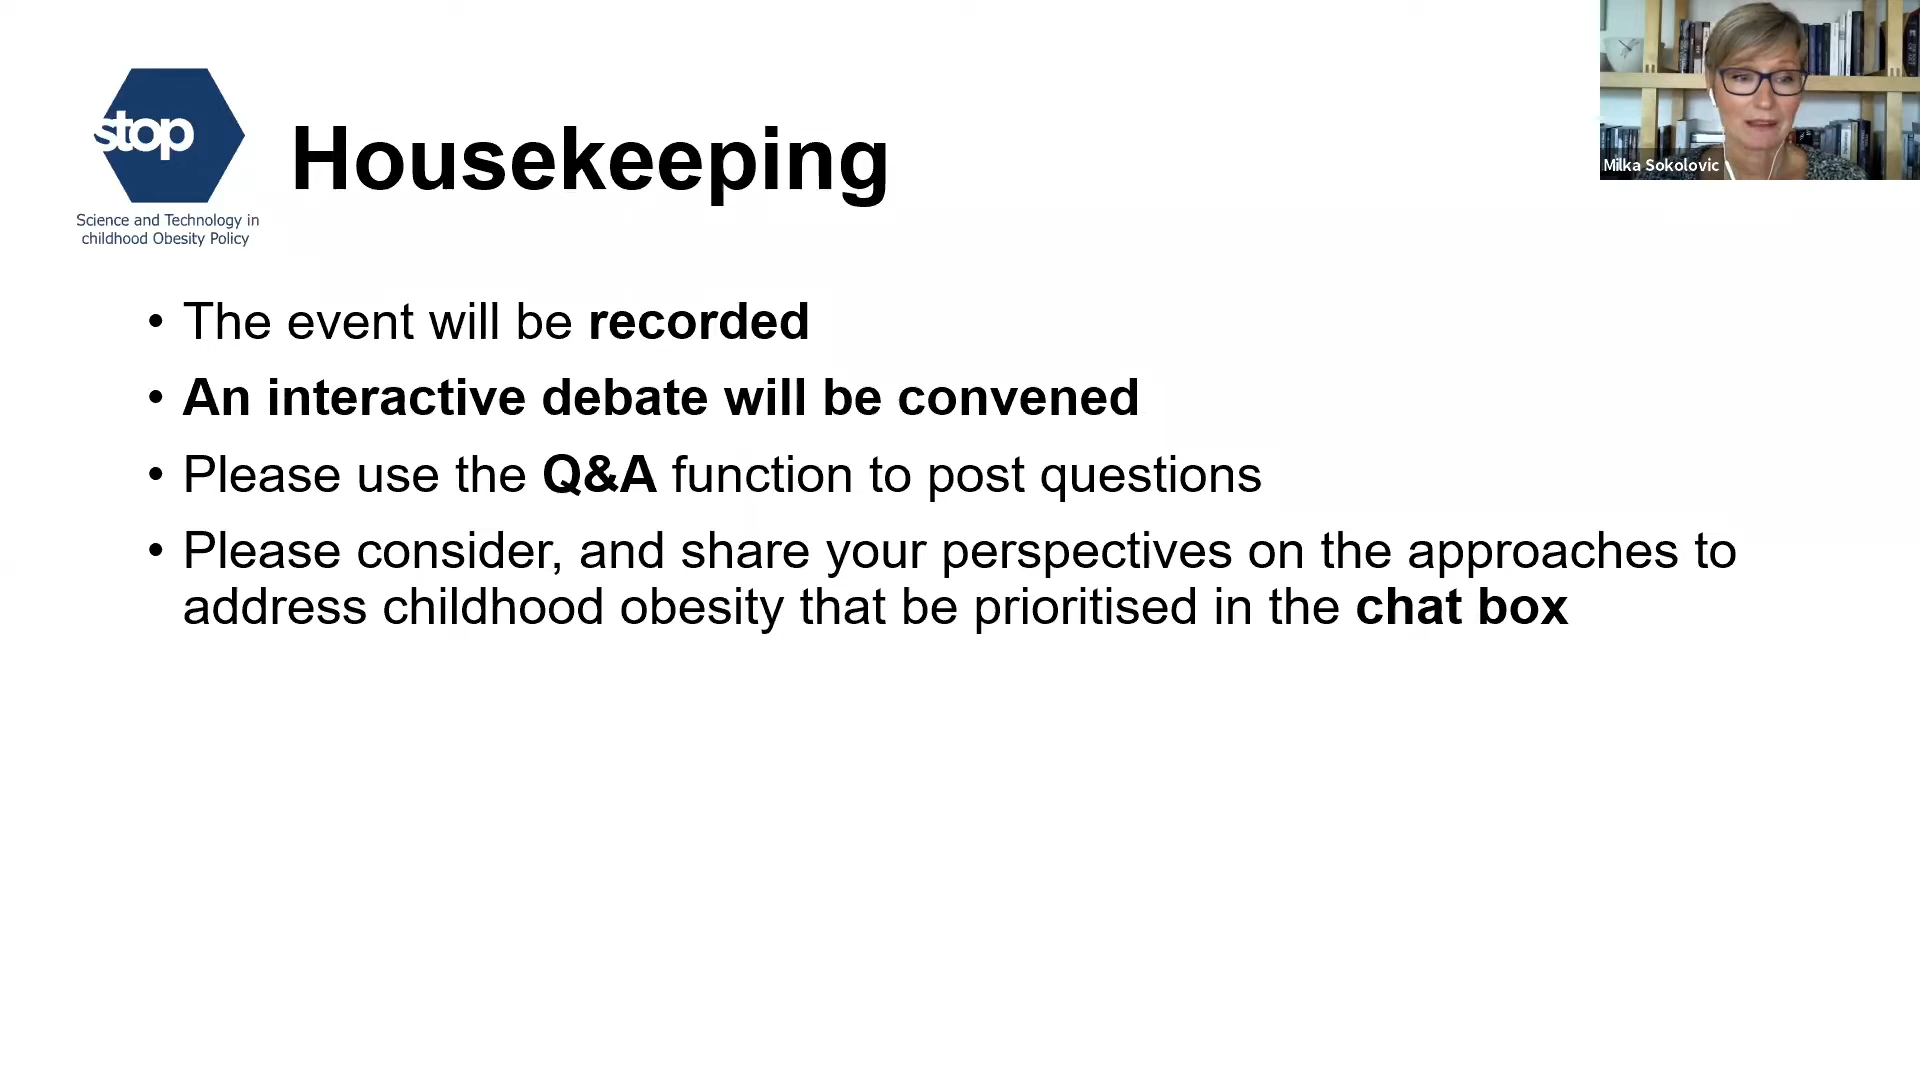 stop
Science and Technology in
childhood Obesity Policy
Housekeeping
Milka Sokolovic
• The event will be recorded
• An interactive debate will be convened
• Please use the Q&A function to post questions
• Please consider, and share your perspectives on the approaches to
address childhood obesity that be prioritised in the chat box